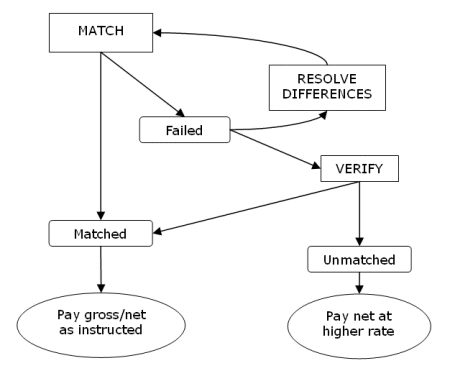 MATCH
RESOLVE
DIFFERENCES
Failed
VERIFY
Matched
Unmatched
Pay gross/net
as instructed
Pay net at
higher rate